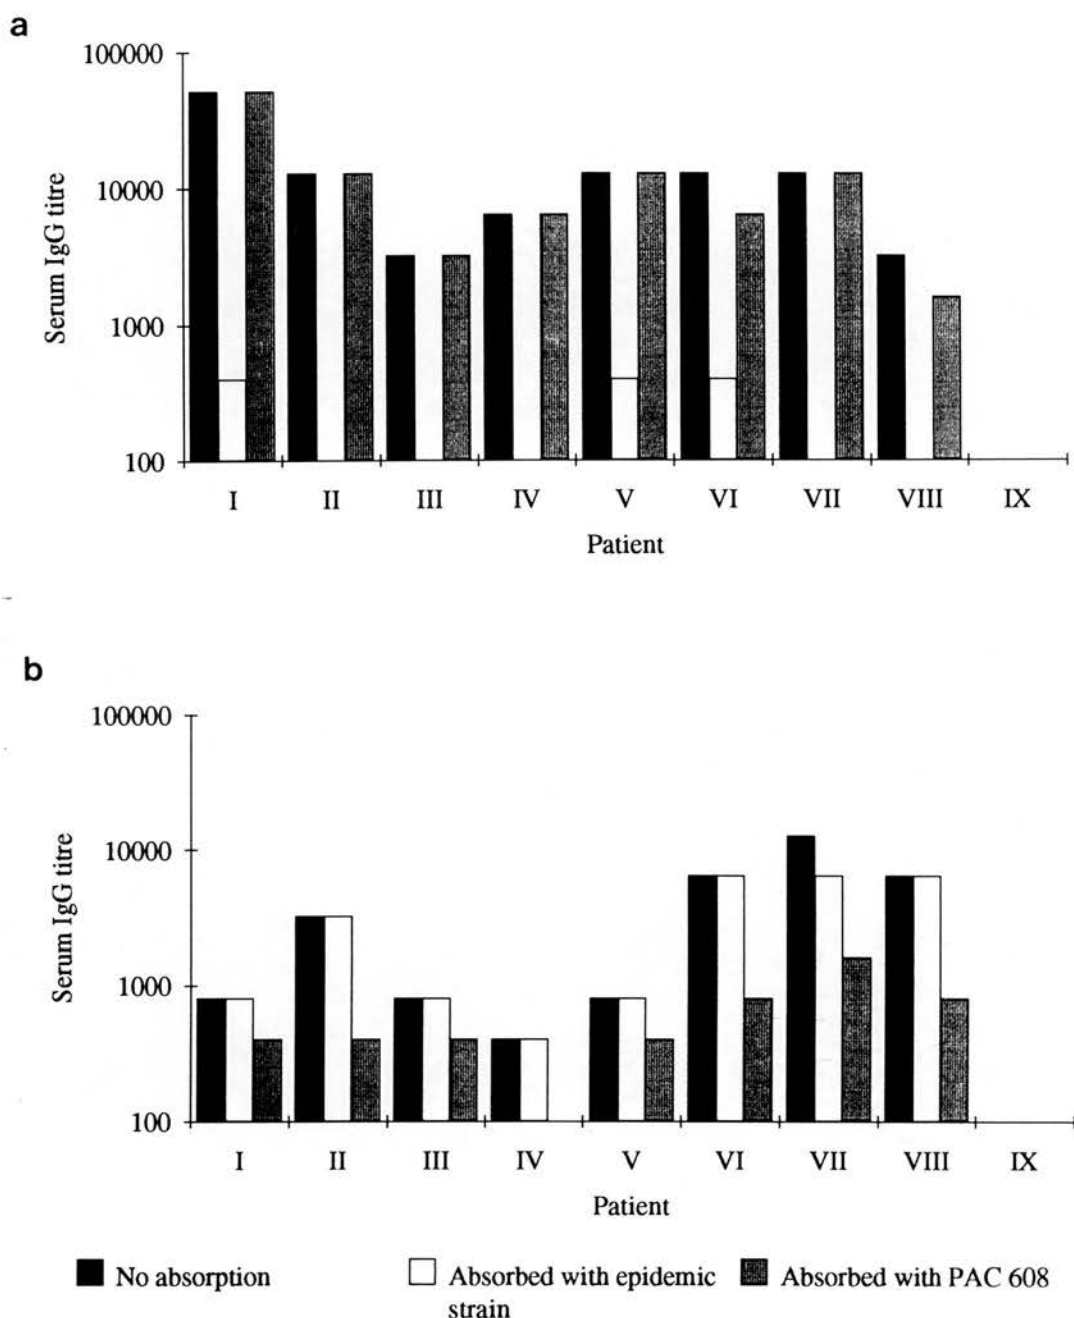 a
100000
10000
1000
100
Serum IgG titre
I II III IV V VI VII VIII IX
Patient
b
100000
10000
1000
100
Serum IgG titre
I II III IV V VI VII VIII IX
Patient
No absorption
Absorbed with epidemic
strain
Absorbed with PAC 608